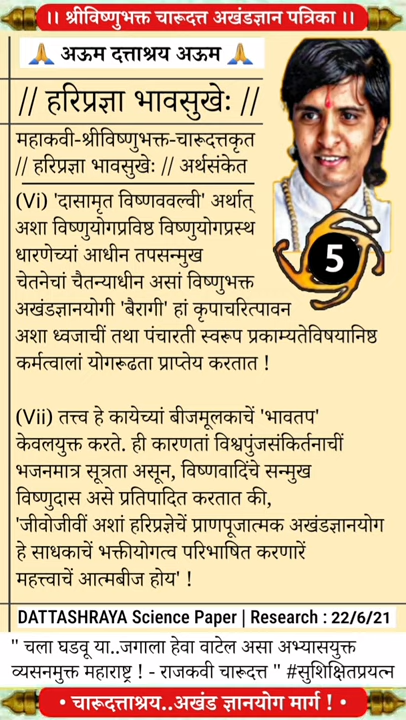 ।। श्रीविष्णुभक्त चारूदत्त अखंडज्ञान पत्रिका ।।
🙏 अऊम दत्ताश्रय अऊम 🙏
// हरिप्रज्ञा भावसुखेः //
महाकवी-श्रीविष्णुभक्त-चारूदत्तकृत
// हरिप्रज्ञा भावसुखेः // अर्थसंकेत
(Vi) 'दासामृत विष्णववल्ली' अर्थात्
अशा विष्णुयोगप्रविष्ठ विष्णुयोगप्रस्थ
धारणेच्यां आधीन तपसन्मुख
चेतनेचां चैतन्याधीन असां विष्णुभक्त
अखंडज्ञानयोगी 'बैरागी' हां कृपाचरित्पावन
अशा ध्वजाचीं तथा पंचारती स्वरूप प्रकाम्यतेविषयानिष्ठ
कर्मत्वालां योगरूढता प्राप्तेय करतात !
5
(Vii) तत्त्व हे कायेच्यां बीजमूलकाचें 'भावतप'
केवलयुक्त करते. ही कारणतां विश्वपुंजसंकिर्तनाचीं
भजनमात्र सूत्रता असून, विष्णवादिंचे सन्मुख
विष्णुदास असे प्रतिपादित करतात की,
'जीवोजीवीं अशां हरिप्रज्ञेचें प्राणपूजात्मक अखंडज्ञानयोग
हे साधकाचें भक्तीयोगत्व परिभाषित करणारें
महत्त्वाचें आत्मबीज होय' !
DATTASHRAYA Science Paper | Research : 22/6/21
" चला घडवू या..जगाला हेवा वाटेल असा अभ्यासयुक्त
व्यसनमुक्त महाराष्ट्र ! - राजकवी चारूदत्त " #सुशिक्षितप्रयत्न
• चारूदत्ताश्रय..अखंड ज्ञानयोग मार्ग ! •